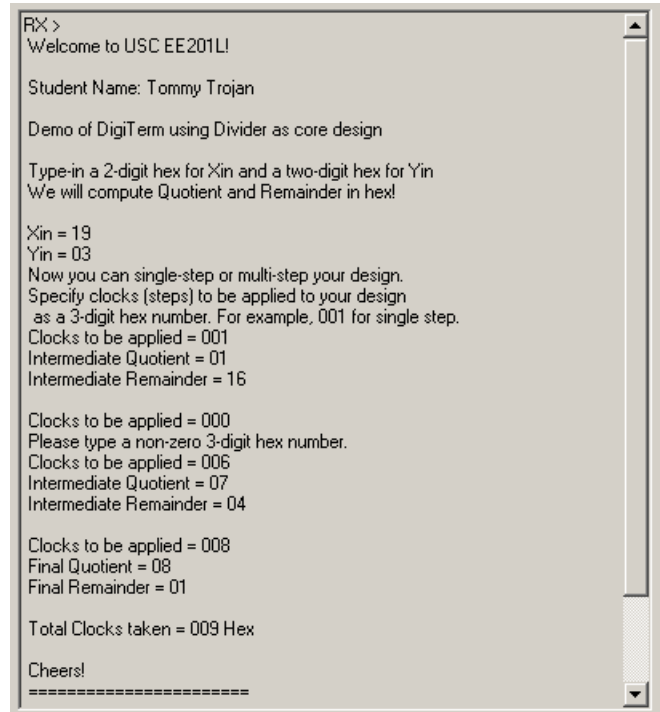 RX >
Welcome to USC EE201L!
Student Name: Tommy Trojan
Demo of DigiTerm using Divider as core design
Type-in a 2-digit hex for Xin and a two-digit hex for Yin
We will compute Quotient and Remainder in hex!
Xin = 19
Yin = 03
Now you can single-step or multi-step your design.
Specify clocks (steps) to be applied to your design
as a 3-digit hex number. For example, 001 for single step.
Clocks to be applied = 001
Intermediate Quotient = 01
Intermediate Remainder = 16
Clocks to be applied = 000
Please type a non-zero 3-digit hex number.
Clocks to be applied = 006
Intermediate Quotient = 07
Intermediate Remainder = 04
Clocks to be applied = 008
Final Quotient = 08
Final Remainder = 01
Total Clocks taken = 009 Hex
Cheers!
=======================